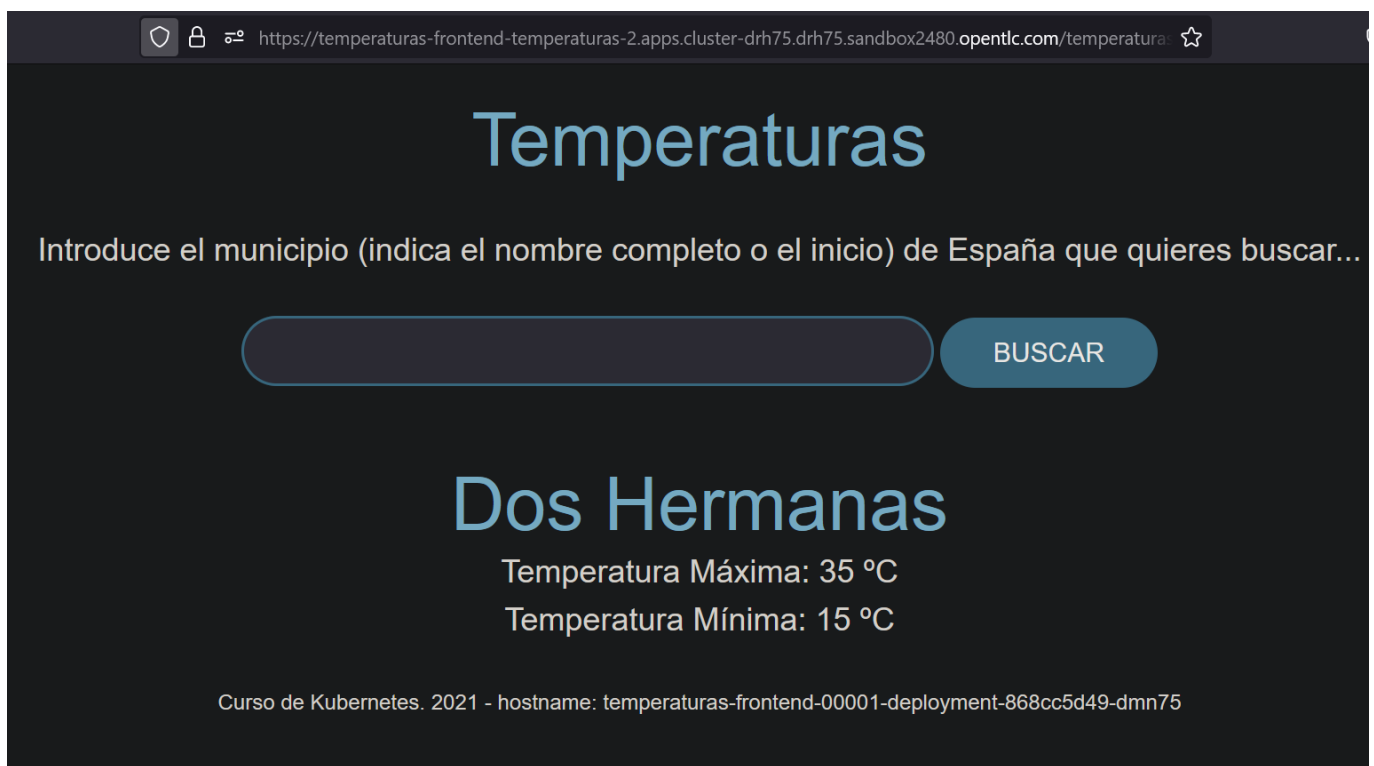 https://temperaturas-frontend-temperaturas-2.apps.cluster-drh75.drh75.sandbox2480.opentlc.com/temperaturas
Temperaturas
Introduce el municipio (indica el nombre completo o el inicio) de España que quieres buscar...
BUSCAR
Dos Hermanas
Temperatura Máxima: 35 ºC
Temperatura Mínima: 15 ºC
Curso de Kubernetes. 2021 - hostname: temperaturas-frontend-00001-deployment-868cc5d49-dmn75